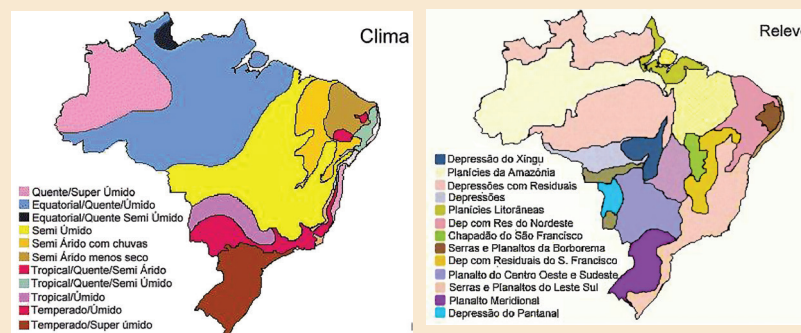 Clima
Quente/Super Úmido
Equatorial/Quente/Úmido
Equatorial/Quente Semi Úmido
Semi Úmido
Semi Árido com chuvas
Semi Árido menos seco
Tropical/Quente/Semi Árido
Tropical/Quente/Semi Úmido
Tropical/Úmido
Temperado/Úmido
Temperado/Super úmido
Relevo
Depressão do Xingu
Planícies da Amazônia
Depressões com Residuais
Depressões
Planícies Litorâneas
Dep com Res do Nordeste
Chapadão do São Francisco
Serras e Planaltos da Borborema
Dep com Residuais do S. Francisco
Planalto do Centro Oeste e Sudeste
Serras e Planaltos do Leste Sul
Planalto Meridional
Depressão do Pantanal